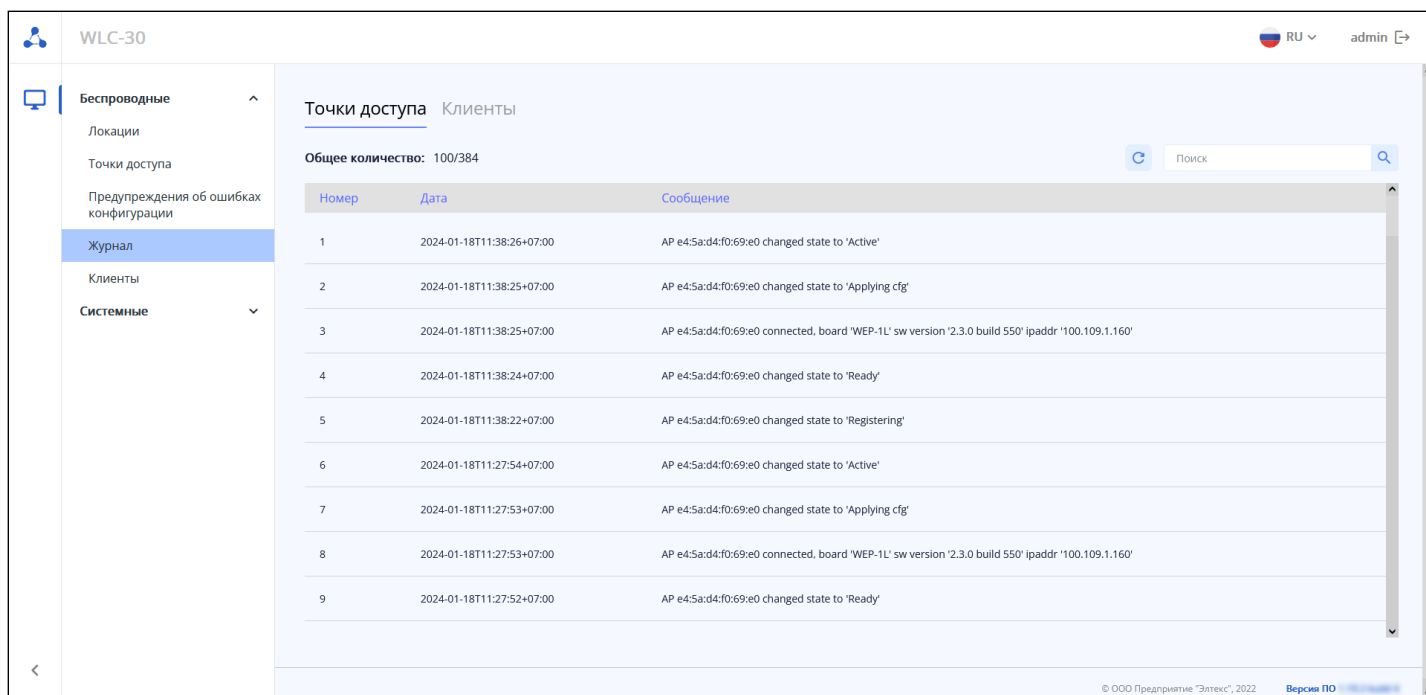 WLC-30
RU
admin
Беспроводные
Локации
Точки доступа
Предупреждения об ошибках
конфигурации
Журнал
Клиенты
Системные
Точки доступа Клиенты
Общее количество: 100/384
Поиск
Номер Дата Сообщение
1 2024-01-18T11:38:26+07:00 AP e4:5a:d4:f0:69:e0 changed state to 'Active'
2 2024-01-18T11:38:25+07:00 AP e4:5a:d4:f0:69:e0 changed state to 'Applying cfg'
3 2024-01-18T11:38:25+07:00 AP e4:5a:d4:f0:69:e0 connected, board 'WEP-1L' sw version '2.3.0 build 550' ipaddr '100.109.1.160'
4 2024-01-18T11:38:24+07:00 AP e4:5a:d4:f0:69:e0 changed state to 'Ready'
5 2024-01-18T11:38:22+07:00 AP e4:5a:d4:f0:69:e0 changed state to 'Registering'
6 2024-01-18T11:27:54+07:00 AP e4:5a:d4:f0:69:e0 changed state to 'Active'
7 2024-01-18T11:27:53+07:00 AP e4:5a:d4:f0:69:e0 changed state to 'Applying cfg'
8 2024-01-18T11:27:53+07:00 AP e4:5a:d4:f0:69:e0 connected, board 'WEP-1L' sw version '2.3.0 build 550' ipaddr '100.109.1.160'
9 2024-01-18T11:27:52+07:00 AP e4:5a:d4:f0:69:e0 changed state to 'Ready'
© ООО Предприятие "Элтекс", 2022 Версия ПО